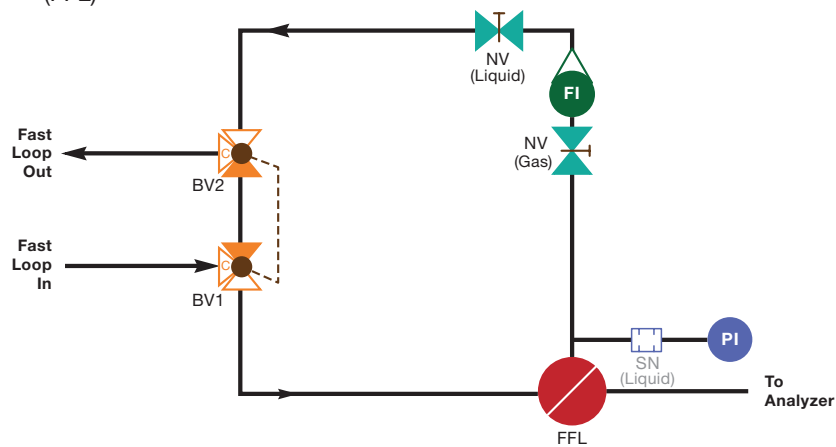 (FFL)
NV
(Liquid)
FI
NV
(Gas)
Fast
Loop
Out
C
BV2
Fast
Loop
In
C
BV1
PI
SN
(Liquid)
To
Analyzer
FFL